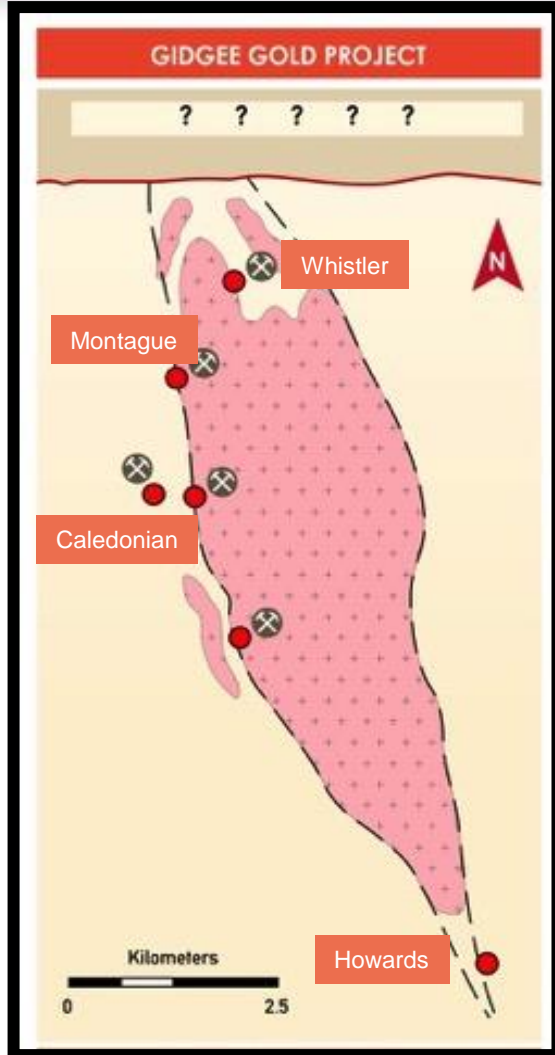 GIDGEE GOLD PROJECT
? ? ? ? ?
Whistler
N
Montague
Caledonian
Kilometers
0 2.5
Howards